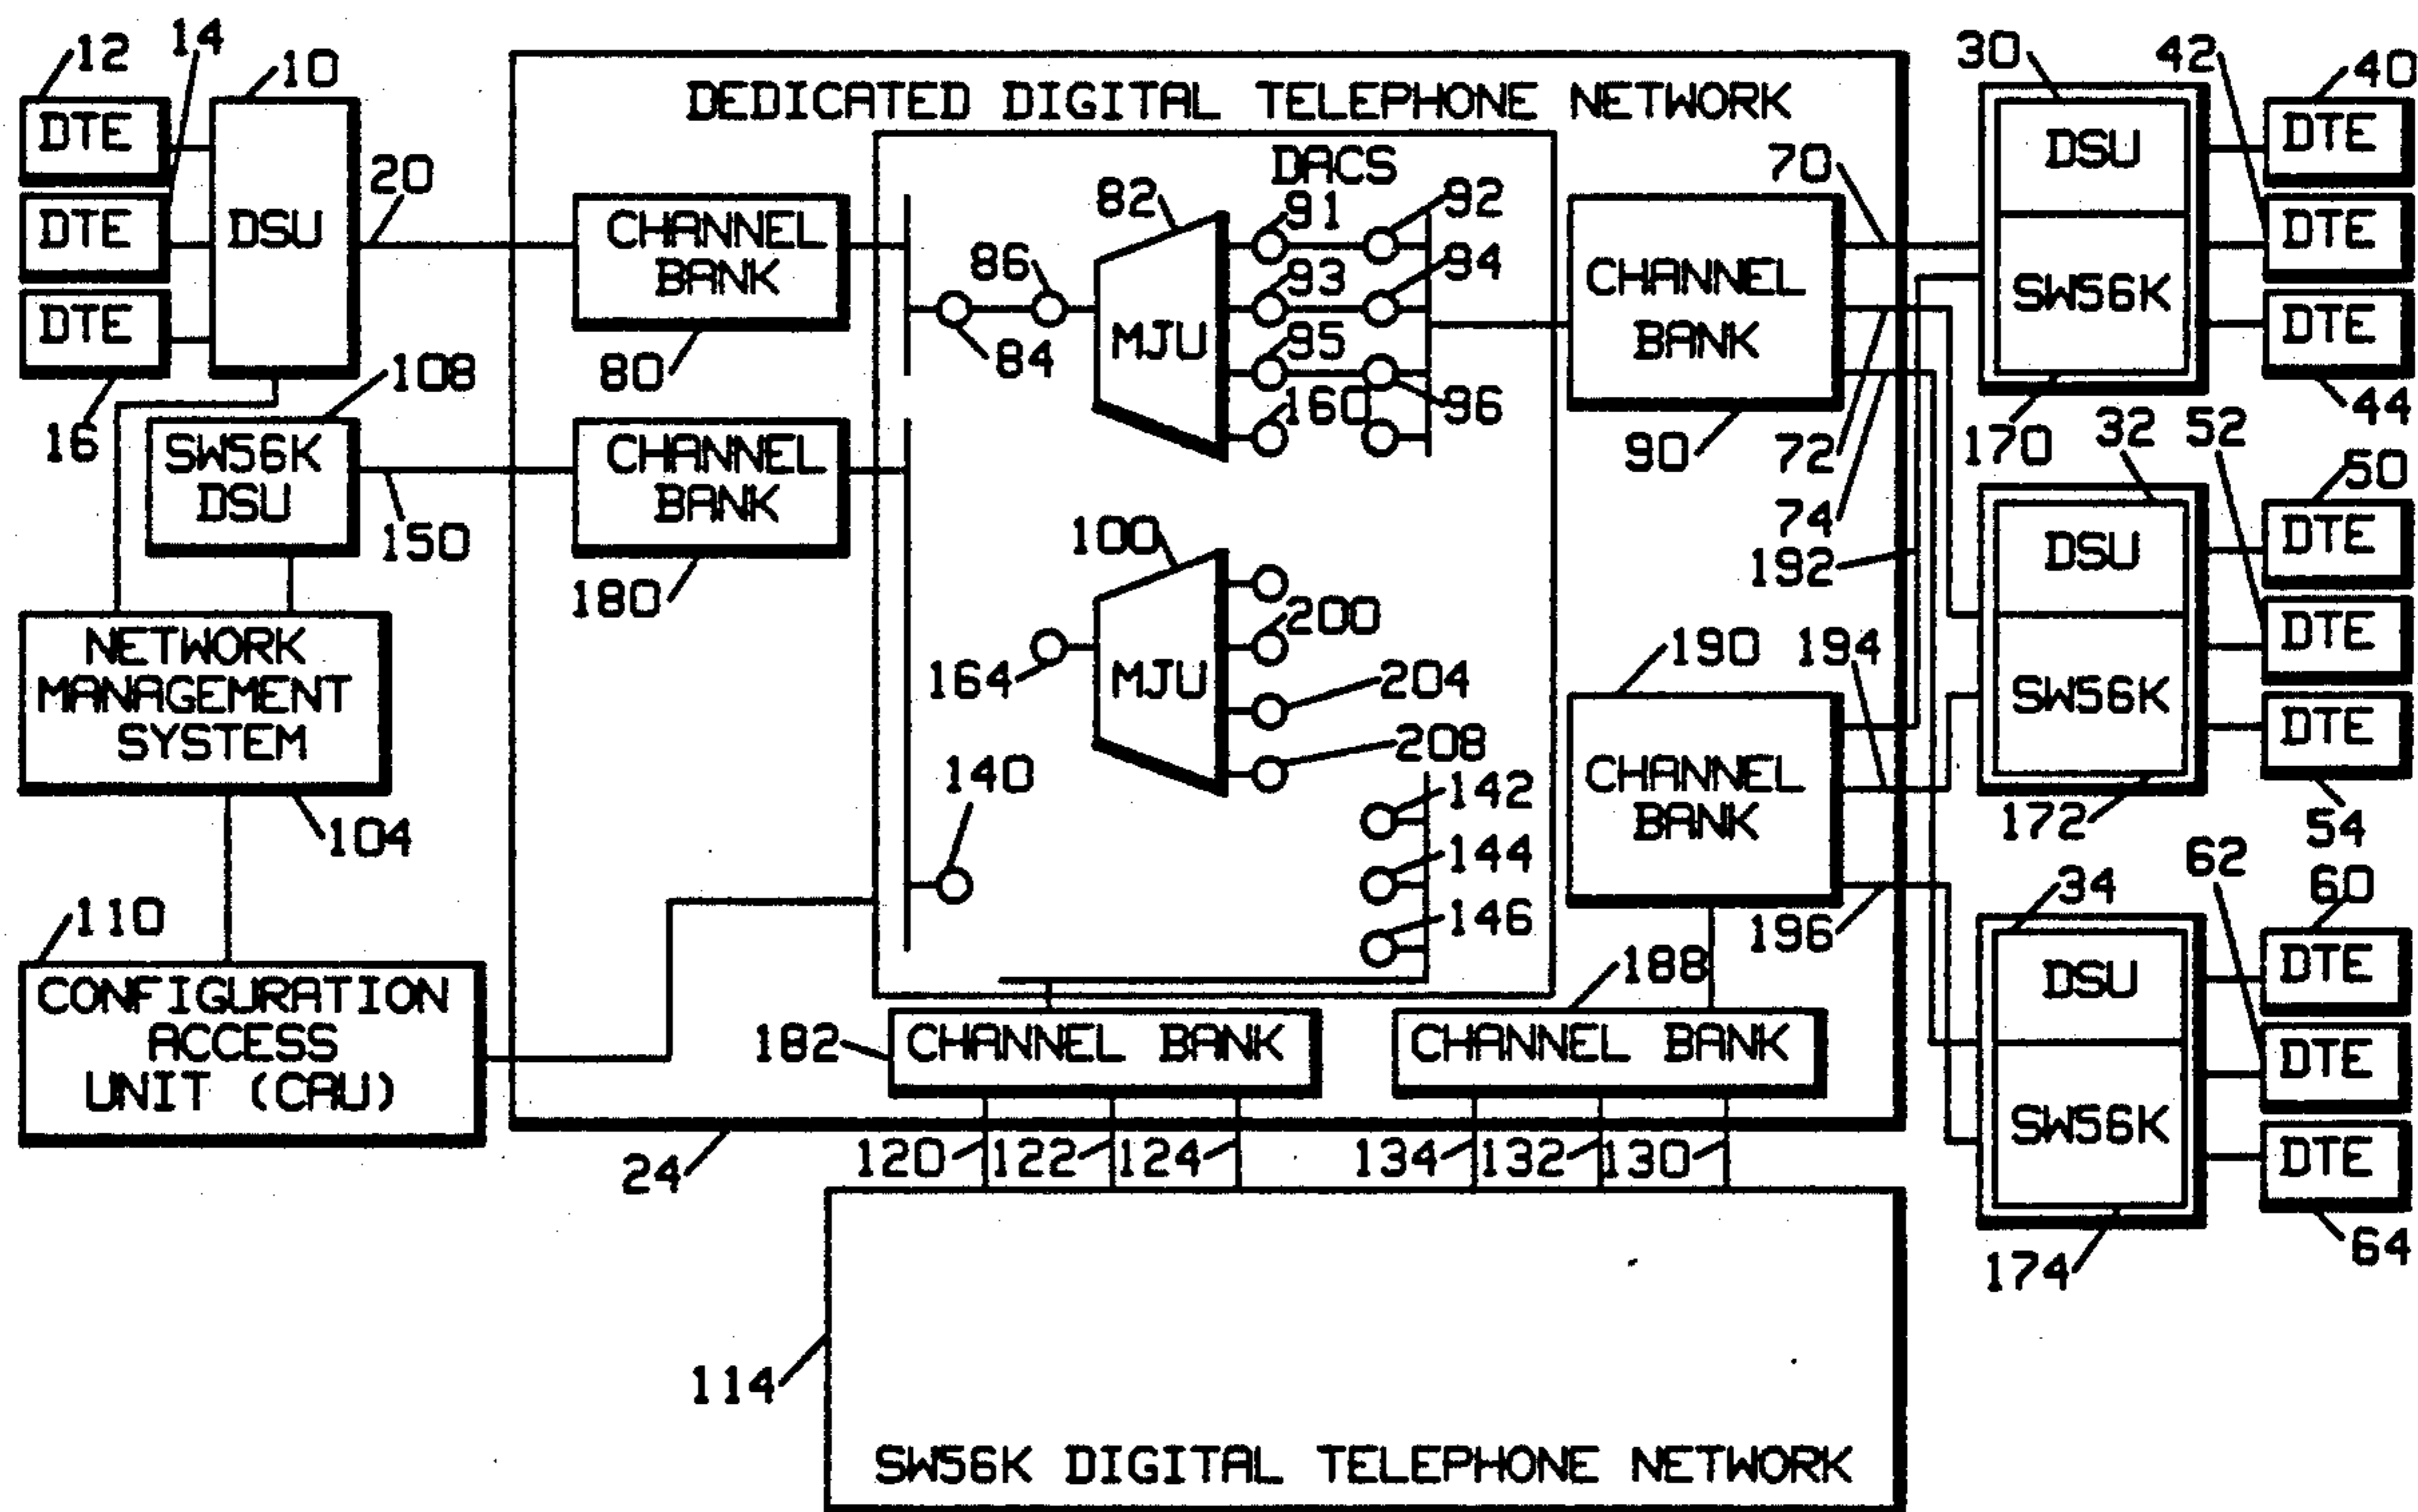 12
14
10
DTE
DTE
DTE
DSU
20
16
108
SW56K
DSU
150
NETWORK
MANAGEMENT
SYSTEM
104
110
CONFIGURATION
ACCESS
UNIT (CAU)
DEDICATED DIGITAL TELEPHONE NETWORK
CHANNEL
BANK
80
CHANNEL
BANK
180
DACS
82
91
92
86
93
94
84
MJU
95
96
160
100
200
164
MJU
204
208
140
142
144
146
CHANNEL
BANK
90
70
72
74
192
190
194
CHANNEL
BANK
196
188
182
CHANNEL BANK
CHANNEL BANK
24
120
122
124
134
132
130
114
SW56K DIGITAL TELEPHONE NETWORK
30
42
40
DSU
SW56K
DTE
DTE
DTE
170
44
32
52
50
DSU
SW56K
DTE
DTE
DTE
172
54
34
62
60
DSU
SW56K
DTE
DTE
DTE
174
64